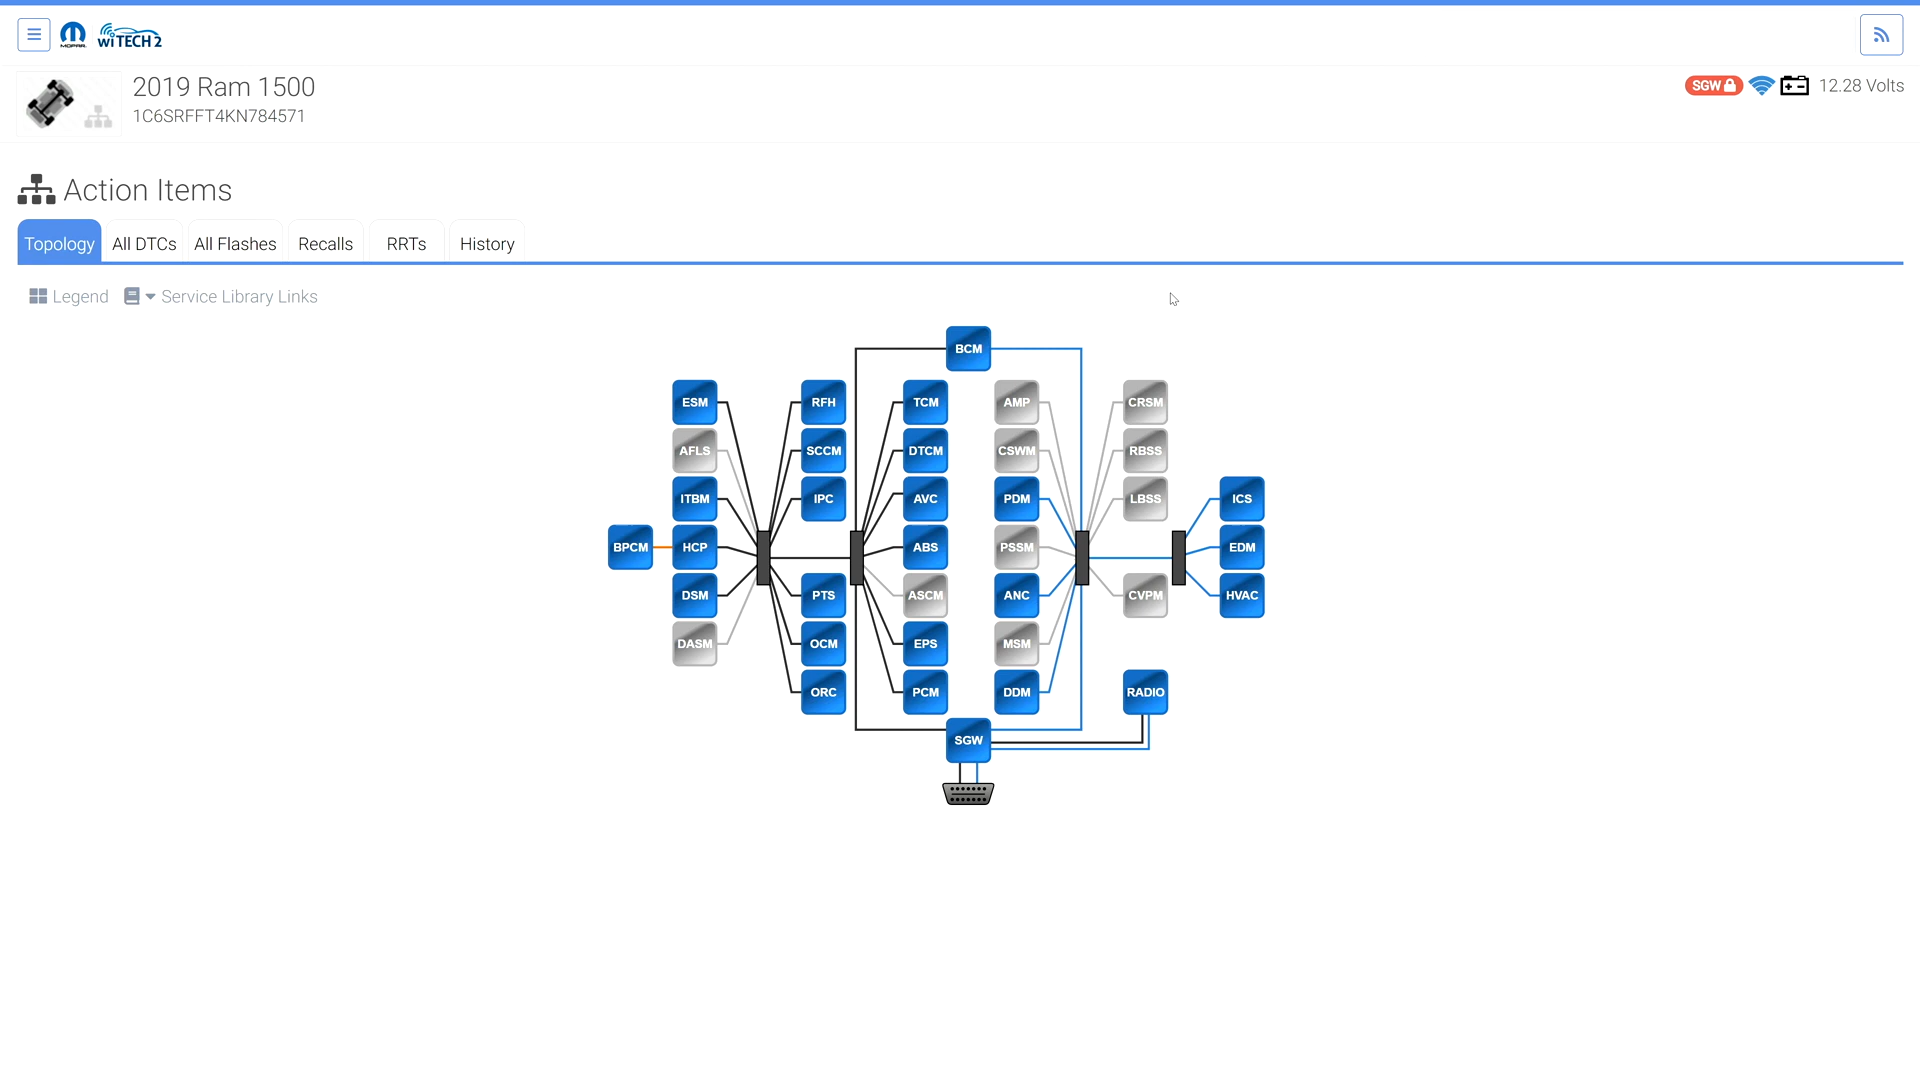 MOPAR
wiTECH 2
2019 Ram 1500
1C6SRFFT4KN784571
SGW
12.28 Volts
Action Items
Topology
All DTCs
All Flashes
Recalls
RRTs
History
Legend
Service Library Links
BCM
ESM
RFH
TCM
AMP
CRSM
AFLS
SCCM
DTCM
CSWM
RBSS
ITBM
IPC
AVC
PDM
LBSS
ICS
BPCM
HCP
ABS
PSSM
EDM
DSM
PTS
ASCM
ANC
CVPM
HVAC
DASM
OCM
EPS
MSM
ORC
PCM
DDM
RADIO
SGW